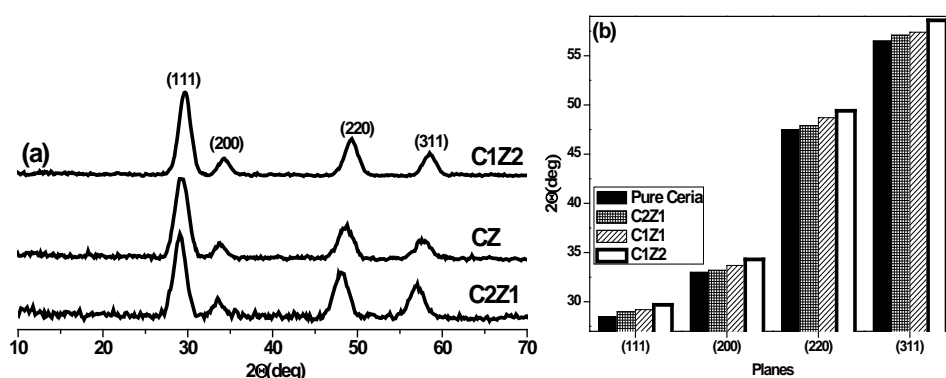 (a)
(111)
(200)
(220)
(311)
C1Z2
CZ
C2Z1
10 20 30 40 50 60 70
2Θ(deg)
(b)
55
50
45
40
35
30
2Θ(deg)
Pure Ceria
C2Z1
C1Z1
C1Z2
(111) (200) (220) (311)
Planes